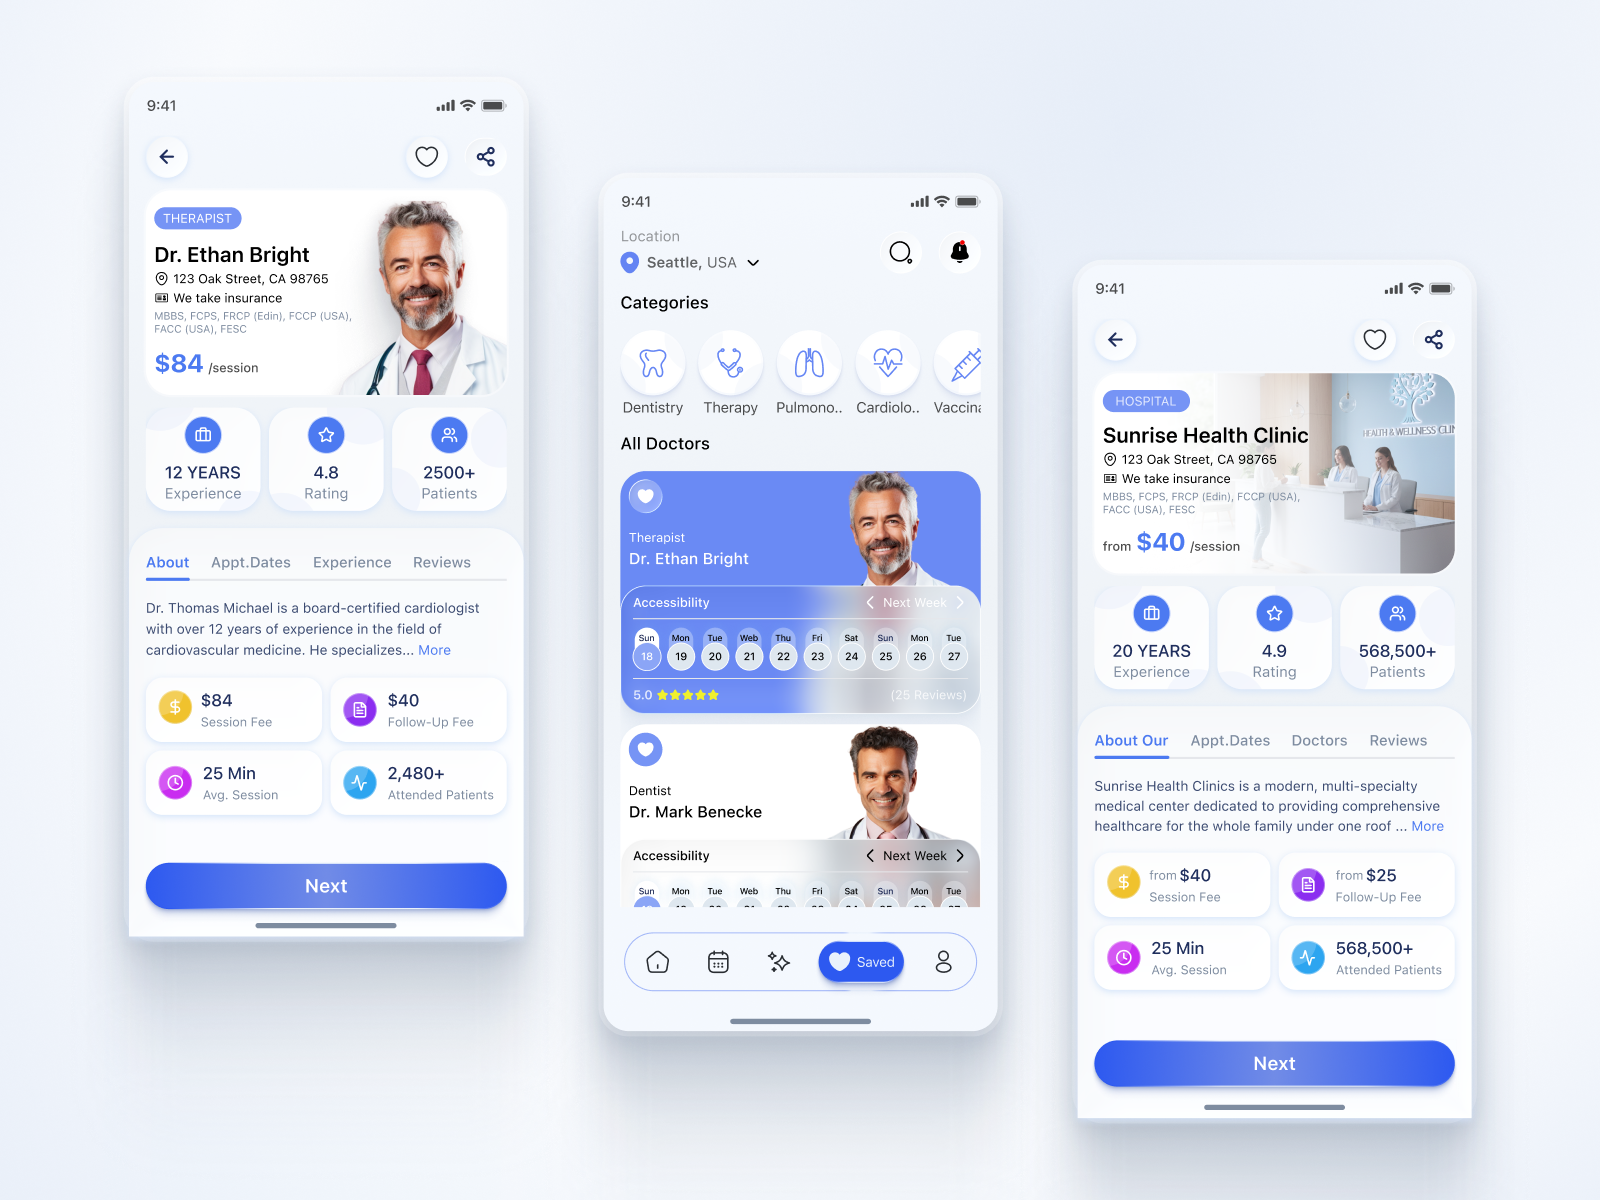 9:41
THERAPIST
Dr. Ethan Bright
123 Oak Street, CA 98765
We take insurance
MBBS, FCPS, FRCP (Edin), FCCP (USA),
FACC (USA), FESC
$84 /session
12 YEARS
Experience
4.8
Rating
2500+
Patients
About Appt.Dates Experience Reviews
Dr. Thomas Michael is a board-certified cardiologist
with over 12 years of experience in the field of
cardiovascular medicine. He specializes... More
$84
Session Fee
$40
Follow-Up Fee
25 Min
Avg. Session
2,480+
Attended Patients
Next
9:41
Location
Seattle, USA
Categories
Dentistry Therapy Pulmono.. Cardiolo.. Vaccina
All Doctors
Therapist
Dr. Ethan Bright
Accessibility Next Week
Sun Mon Tue Web Thu Fri Sat Sun Mon Tue
18 19 20 21 22 23 24 25 26 27
5.0 (25 Reviews)
Dentist
Dr. Mark Benecke
Accessibility Next Week
Sun Mon Tue Web Thu Fri Sat Sun Mon Tue
Saved
9:41
HOSPITAL
HEALTH & WELLNESS CLIN
Sunrise Health Clinic
123 Oak Street, CA 98765
We take insurance
MBBS, FCPS, FRCP (Edin), FCCP (USA),
FACC (USA), FESC
from $40 /session
20 YEARS
Experience
4.9
Rating
568,500+
Patients
About Our Appt.Dates Doctors Reviews
Sunrise Health Clinics is a modern, multi-specialty
medical center dedicated to providing comprehensive
healthcare for the whole family under one roof ... More
from $40
Session Fee
from $25
Follow-Up Fee
25 Min
Avg. Session
568,500+
Attended Patients
Next